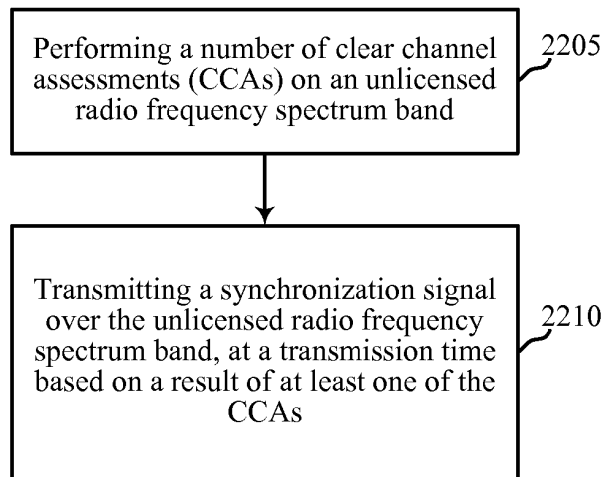 Performing a number of clear channel
assessments (CCAs) on an unlicensed
radio frequency spectrum band
2205
Transmitting a synchronization signal
over the unlicensed radio frequency
spectrum band, at a transmission time
based on a result of at least one of the
CCAs
2210